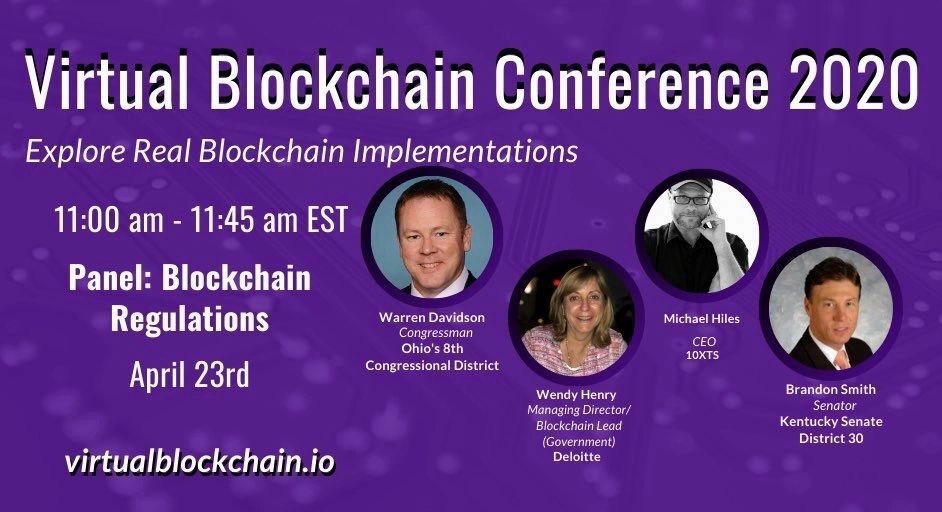 Virtual Blockchain Conference 2020
Explore Real Blockchain Implementations
11:00 am - 11:45 am EST
Panel: Blockchain
Regulations
April 23rd
virtualblockchain.io
Warren Davidson
Congressman
Ohio's 8th
Congressional District
Wendy Henry
Managing Director/
Blockchain Lead
(Government)
Deloitte
Michael Hiles
CEO
10XTS
Brandon Smith
Senator
Kentucky Senate
District 30